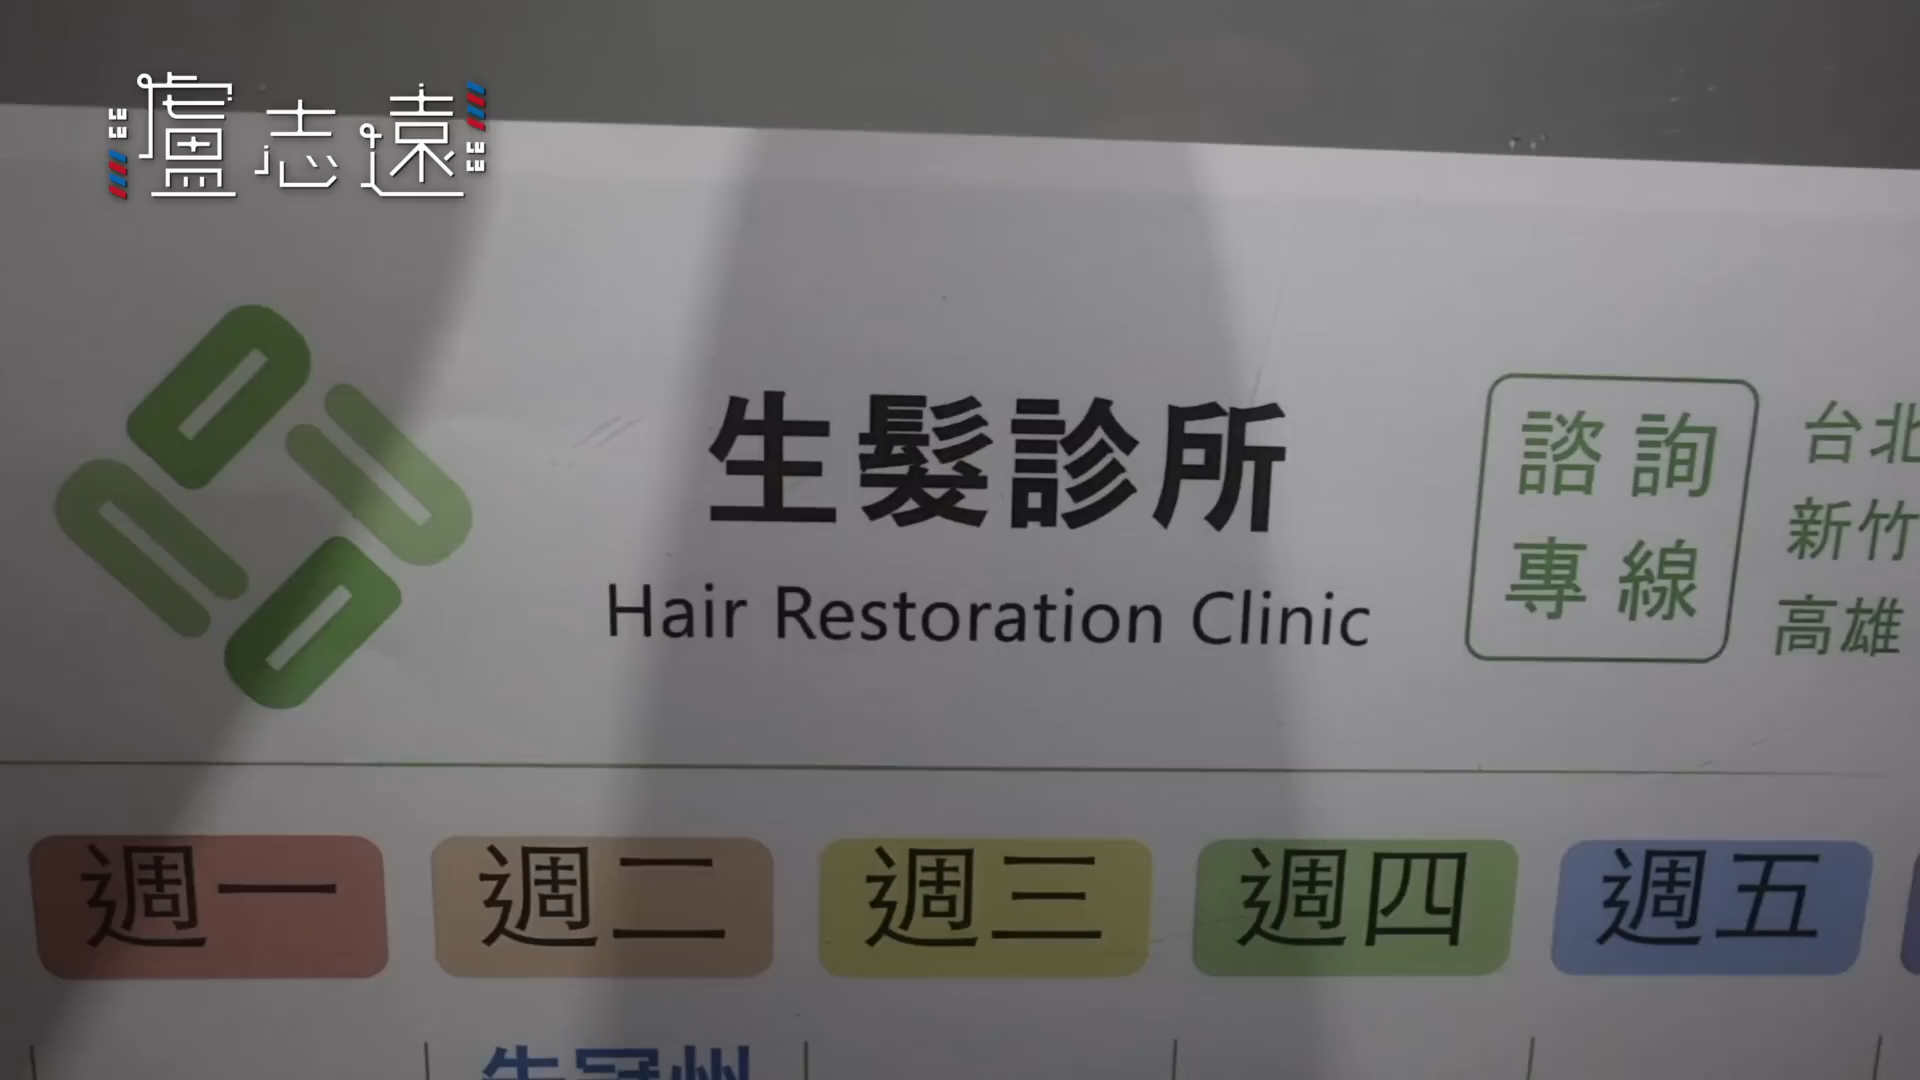 盧志遠
生髮診所
Hair Restoration Clinic
諮詢
專線
台北
新竹
高雄
週一
週二
週三
週四
週五